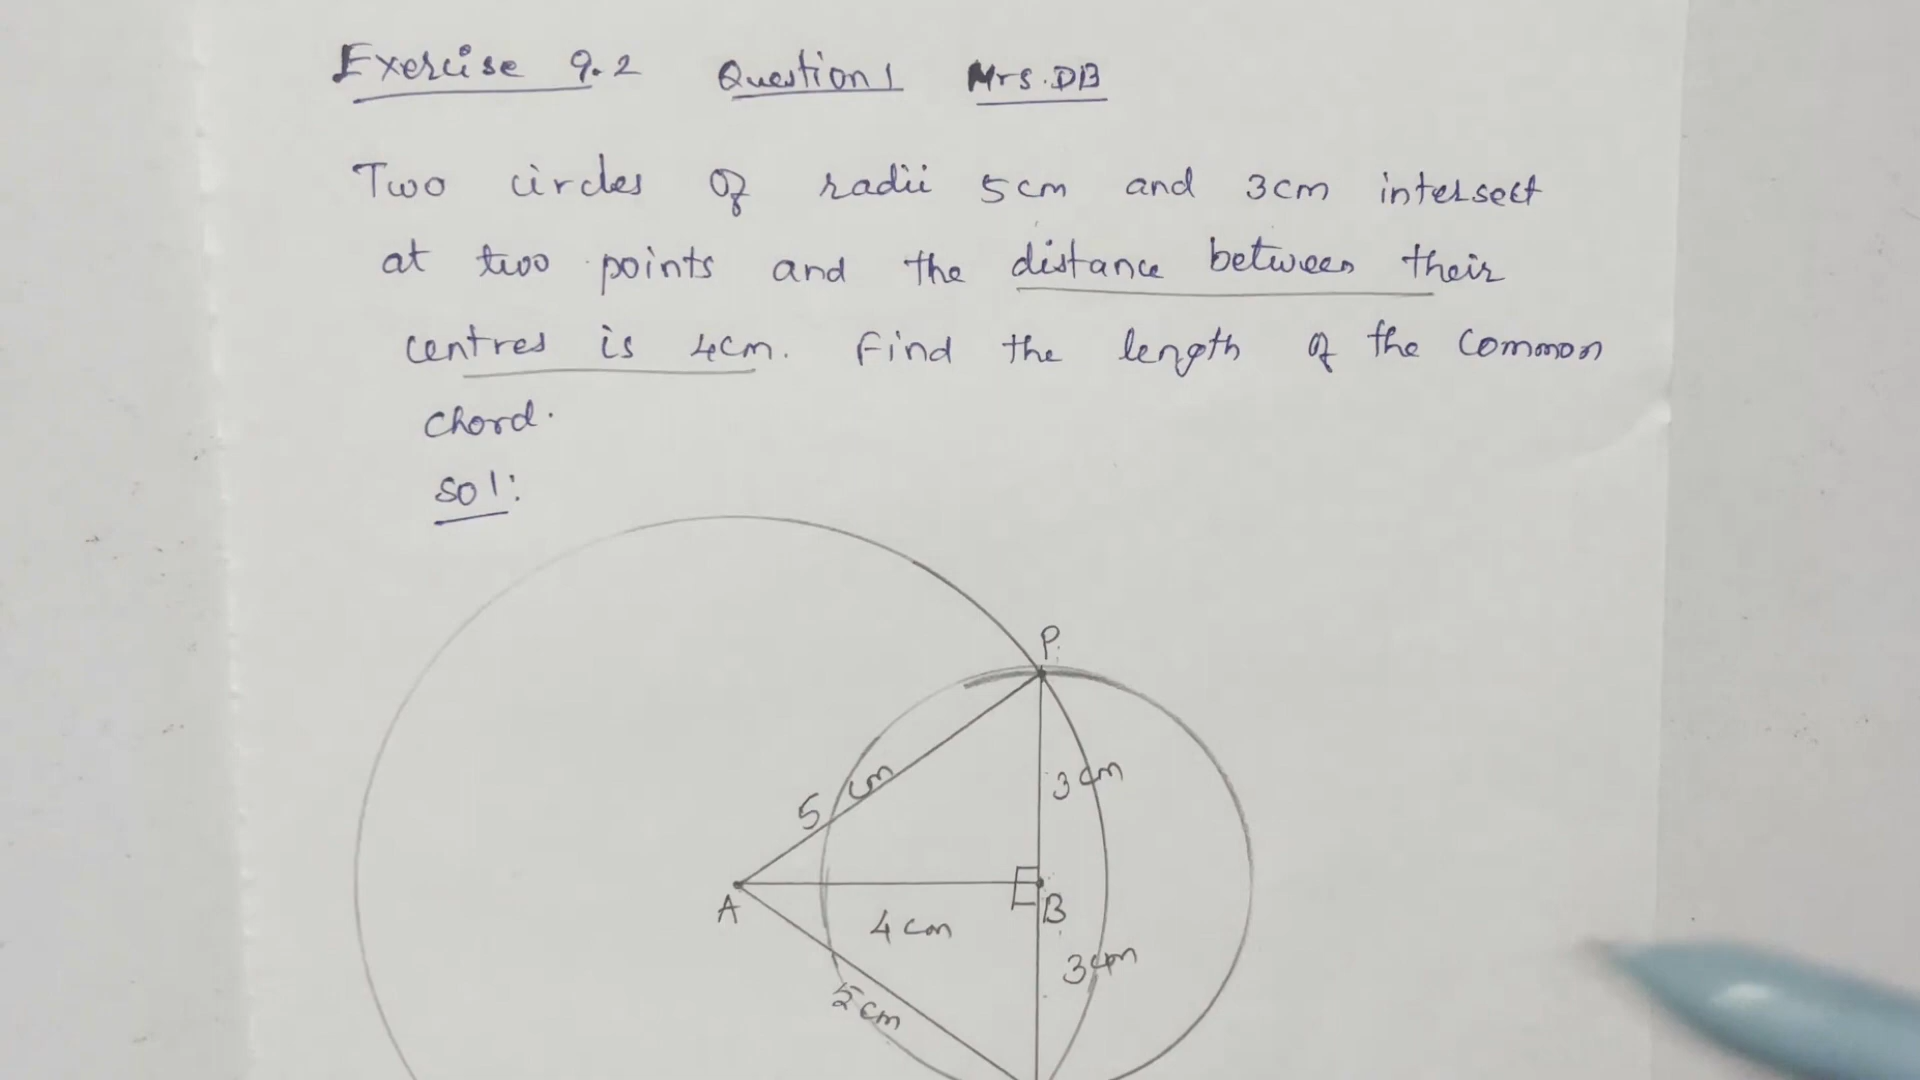 Exercise 9.2 Question 1 Mrs. DB
Two circles of radii 5cm and 3cm intersect
at two points and the distance between their
centres is 4cm. Find the length of the common
chord.
Sol:
P
5 cm
3 cm
A
B
4 cm
3 cm
5 cm